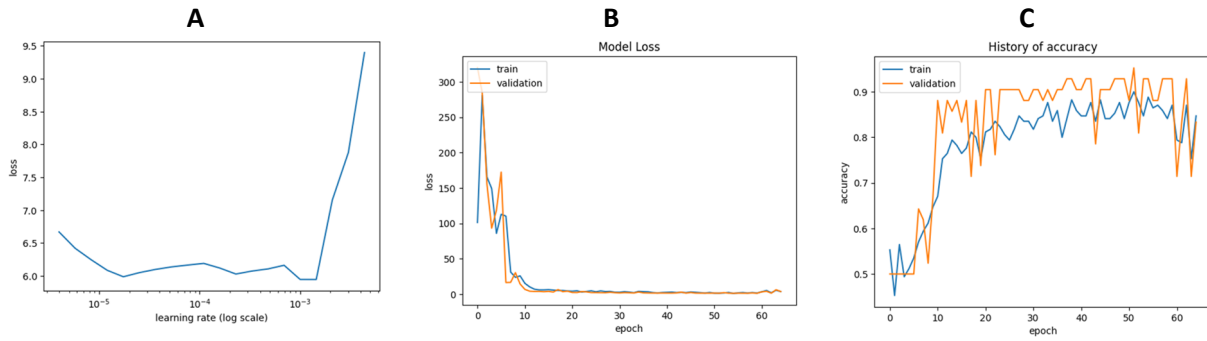 A
9.5
9.0
8.5
8.0
7.5
7.0
6.5
6.0
loss
10⁻⁵
10⁻⁴
10⁻³
learning rate (log scale)
B
Model Loss
train
validation
300
250
200
150
100
50
0
loss
0
10
20
30
40
50
60
epoch
C
History of accuracy
train
validation
0.9
0.8
0.7
0.6
0.5
accuracy
0
10
20
30
40
50
60
epoch